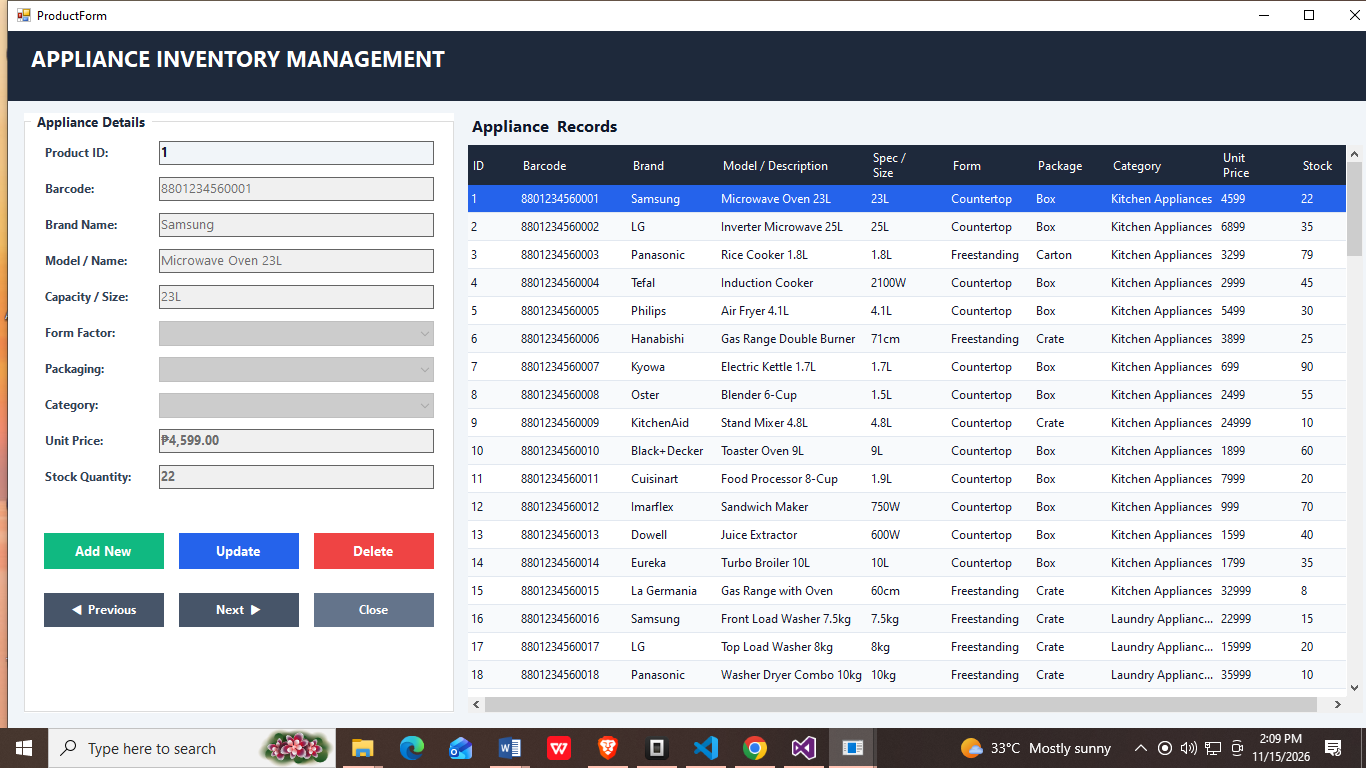 ProductForm
APPLIANCE INVENTORY MANAGEMENT
Appliance Details
Product ID: 1
Barcode: 8801234560001
Brand Name: Samsung
Model / Name: Microwave Oven 23L
Capacity / Size: 23L
Form Factor:
Packaging:
Category:
Unit Price: ₱4,599.00
Stock Quantity: 22
Add New Update Delete
◀ Previous Next ▶ Close
Appliance Records
ID Barcode Brand Model / Description Spec / Size Form Package Category Unit Price Stock
1 8801234560001 Samsung Microwave Oven 23L 23L Countertop Box Kitchen Appliances 4599 22
2 8801234560002 LG Inverter Microwave 25L 25L Countertop Box Kitchen Appliances 6899 35
3 8801234560003 Panasonic Rice Cooker 1.8L 1.8L Freestanding Carton Kitchen Appliances 3299 79
4 8801234560004 Tefal Induction Cooker 2100W Countertop Box Kitchen Appliances 2999 45
5 8801234560005 Philips Air Fryer 4.1L 4.1L Countertop Box Kitchen Appliances 5499 30
6 8801234560006 Hanabishi Gas Range Double Burner 71cm Freestanding Crate Kitchen Appliances 3899 25
7 8801234560007 Kyowa Electric Kettle 1.7L 1.7L Countertop Box Kitchen Appliances 699 90
8 8801234560008 Oster Blender 6-Cup 1.5L Countertop Box Kitchen Appliances 2499 55
9 8801234560009 KitchenAid Stand Mixer 4.8L 4.8L Countertop Crate Kitchen Appliances 24999 10
10 8801234560010 Black+Decker Toaster Oven 9L 9L Countertop Box Kitchen Appliances 1899 60
11 8801234560011 Cuisinart Food Processor 8-Cup 1.9L Countertop Box Kitchen Appliances 7999 20
12 8801234560012 Imarflex Sandwich Maker 750W Countertop Box Kitchen Appliances 999 70
13 8801234560013 Dowell Juice Extractor 600W Countertop Box Kitchen Appliances 1599 40
14 8801234560014 Eureka Turbo Broiler 10L 10L Countertop Box Kitchen Appliances 1799 35
15 8801234560015 La Germania Gas Range with Oven 60cm Freestanding Crate Kitchen Appliances 32999 8
16 8801234560016 Samsung Front Load Washer 7.5kg 7.5kg Freestanding Crate Laundry Applianc... 22999 15
17 8801234560017 LG Top Load Washer 8kg 8kg Freestanding Crate Laundry Applianc... 15999 20
18 8801234560018 Panasonic Washer Dryer Combo 10kg 10kg Freestanding Crate Laundry Applianc... 35999 10
Type here to search
33°C Mostly sunny
2:09 PM
11/15/2026